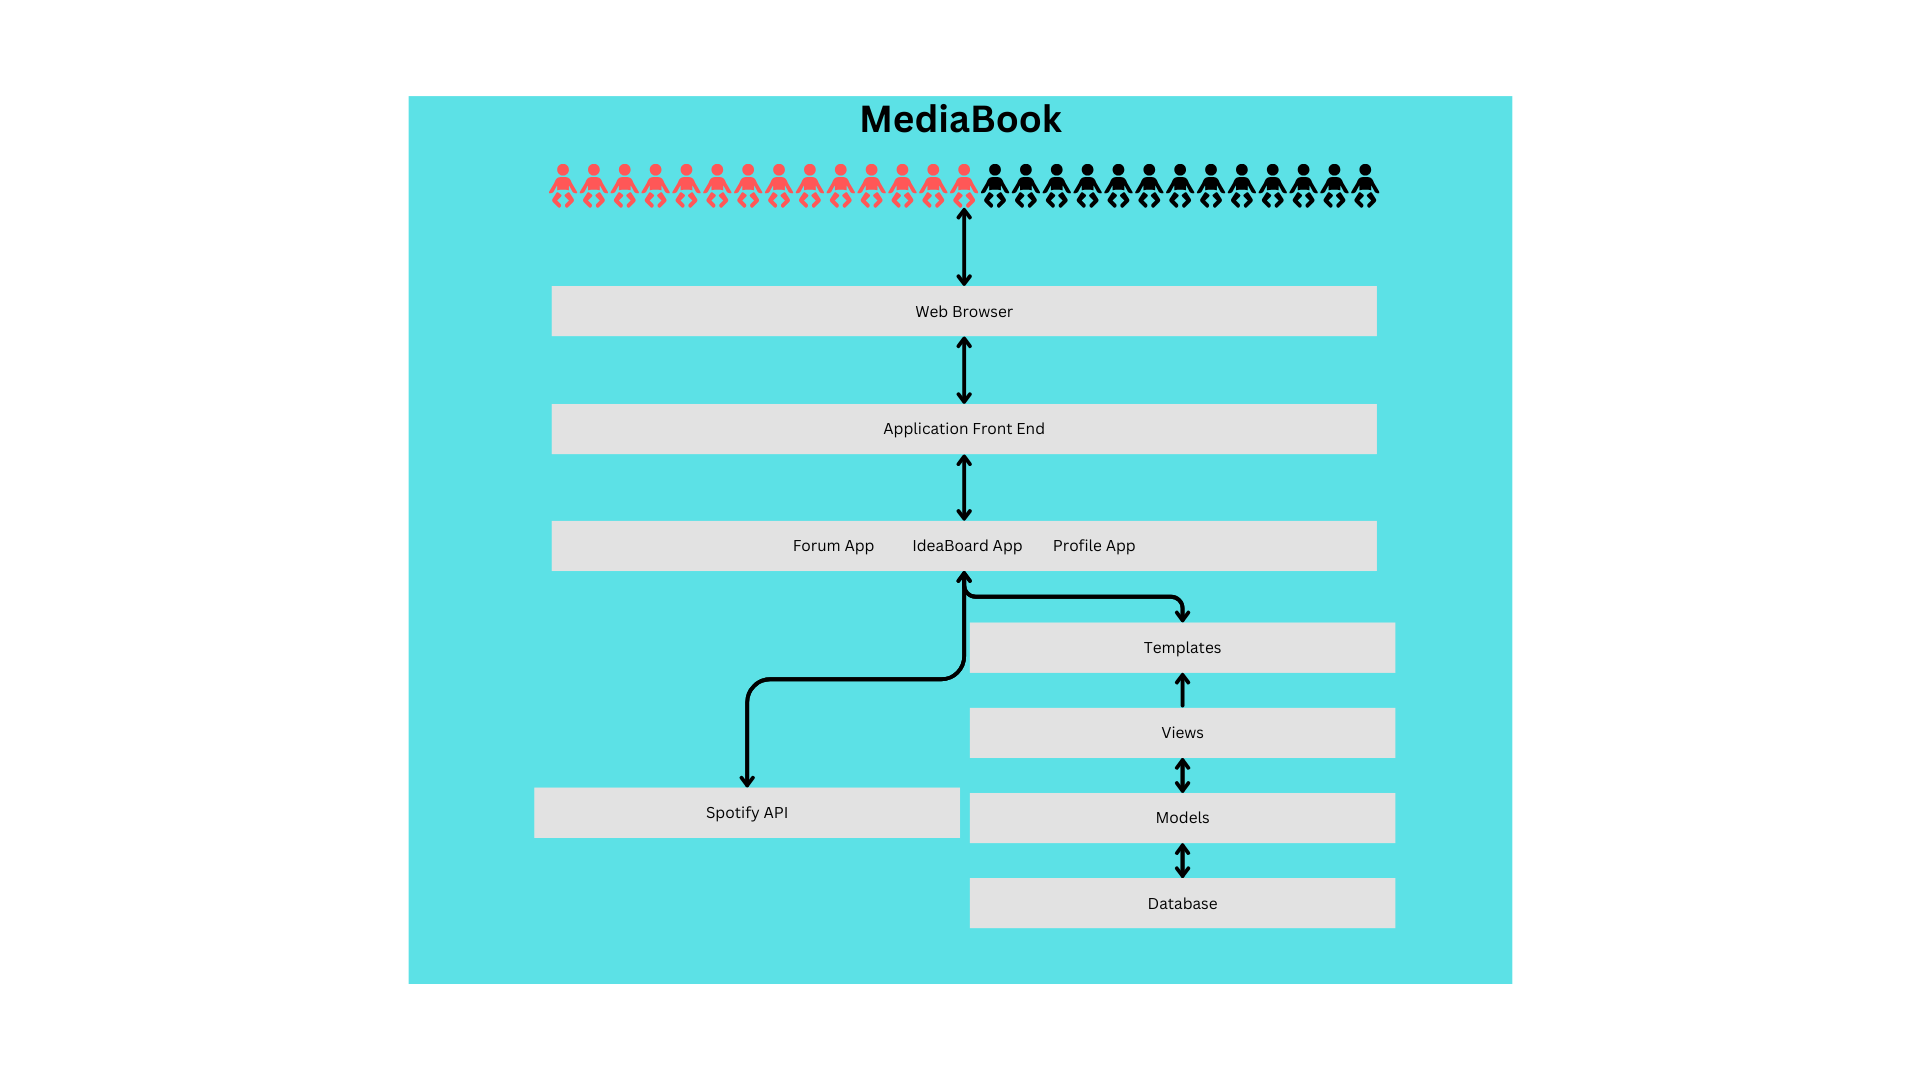 MediaBook
Web Browser
Application Front End
Forum App IdeaBoard App Profile App
Templates
Views
Spotify API
Models
Database